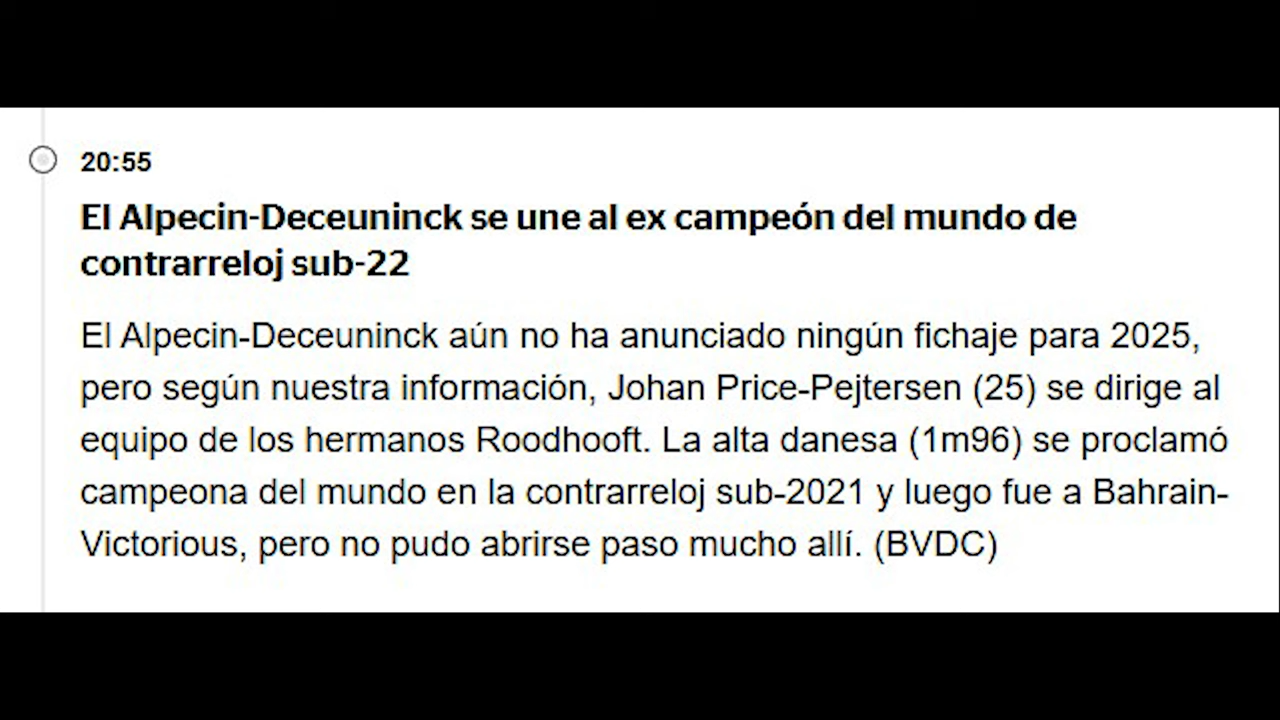 20:55
El Alpecin-Deceuninck se une al ex campeón del mundo de
contrarreloj sub-22
El Alpecin-Deceuninck aún no ha anunciado ningún fichaje para 2025,
pero según nuestra información, Johan Price-Pejtersen (25) se dirige al
equipo de los hermanos Roodhooft. La alta danesa (1m96) se proclamó
campeona del mundo en la contrarreloj sub-2021 y luego fue a Bahrain-
Victorious, pero no pudo abrirse paso mucho allí. (BVDC)